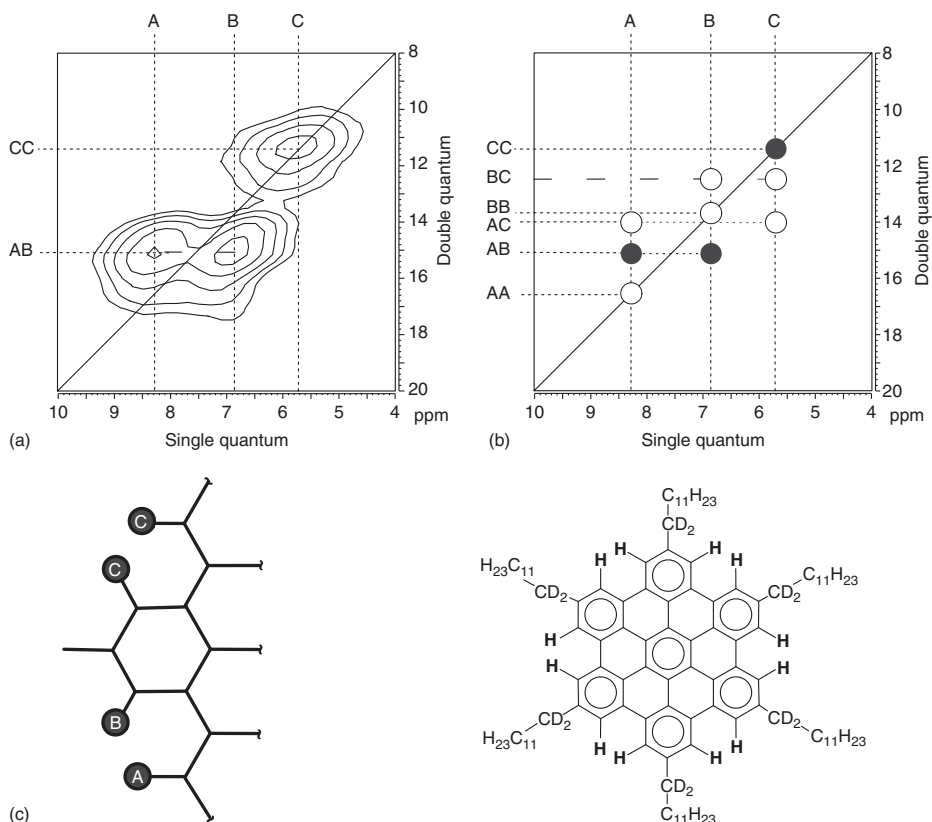 A B C
8
10
CC
12
Double quantum
14
AB
16
18
20
10 9 8 7 6 5 4 ppm
(a) Single quantum
A B C
8
10
CC
12
BC
Double quantum
BB
14
AC
AB
16
AA
18
20
10 9 8 7 6 5 4 ppm
(b) Single quantum
C
C
B
A
(c)
C11H23
CD2
H H
H23C11 H H C11H23
CD2 CD2
H H
H H
CD2 CD2
H23C11 H H H H C11H23
CD2
C11H23